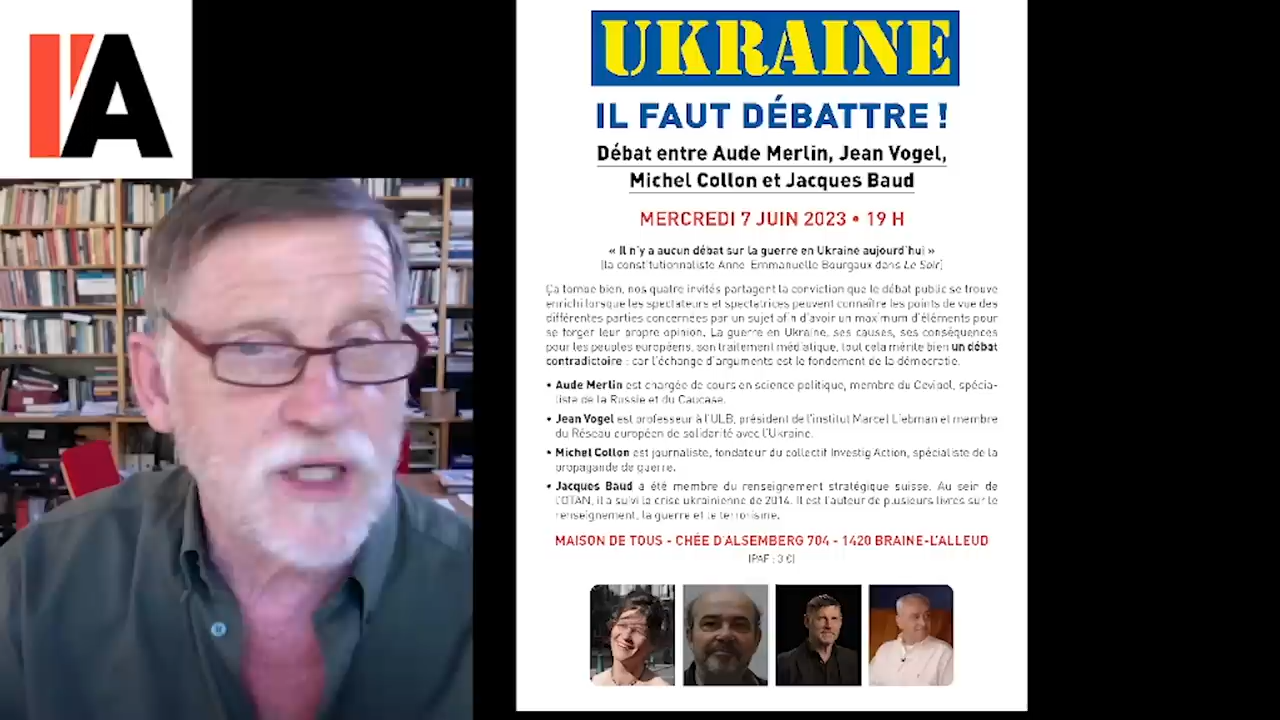 I'A
UKRAINE
IL FAUT DÉBATTRE !
Débat entre Aude Merlin, Jean Vogel,
Michel Collon et Jacques Baud
MERCREDI 7 JUIN 2023 • 19 H
« Il n'y a aucun débat sur la guerre en Ukraine aujourd'hui »
(la constitutionnaliste Anne-Emmanuelle Bourgaux dans Le Soir)
Ça tombe bien, nos quatre invités partagent la conviction que le débat public se trouve
enrichi lorsque les spectateurs et spectatrices peuvent connaître les points de vue des
différentes parties concernées par un sujet afin d'avoir un maximum d'éléments pour
se forger leur propre opinion. La guerre en Ukraine, ses causes, ses conséquences
pour les peuples européens, son traitement médiatique, tout cela mérite bien un débat
contradictoire : car l'échange d'arguments est le fondement de la démocratie.
• Aude Merlin est chargée de cours en science politique, membre du Cevipol, spécia-
liste de la Russie et du Caucase.
• Jean Vogel est professeur à l'ULB, président de l'institut Marcel Liebman et membre
du Réseau européen de solidarité avec l'Ukraine.
• Michel Collon est journaliste, fondateur du collectif Investig'Action, spécialiste de la
propagande de guerre.
• Jacques Baud a été membre du renseignement stratégique suisse. Au sein de
l'OTAN, il a suivi la crise ukrainienne de 2014. Il est l'auteur de plusieurs livres sur le
renseignement, la guerre et le terrorisme.
MAISON DE TOUS - CHÉE D'ALSEMBERG 704 - 1420 BRAINE-L'ALLEUD
(PAF : 3 €)